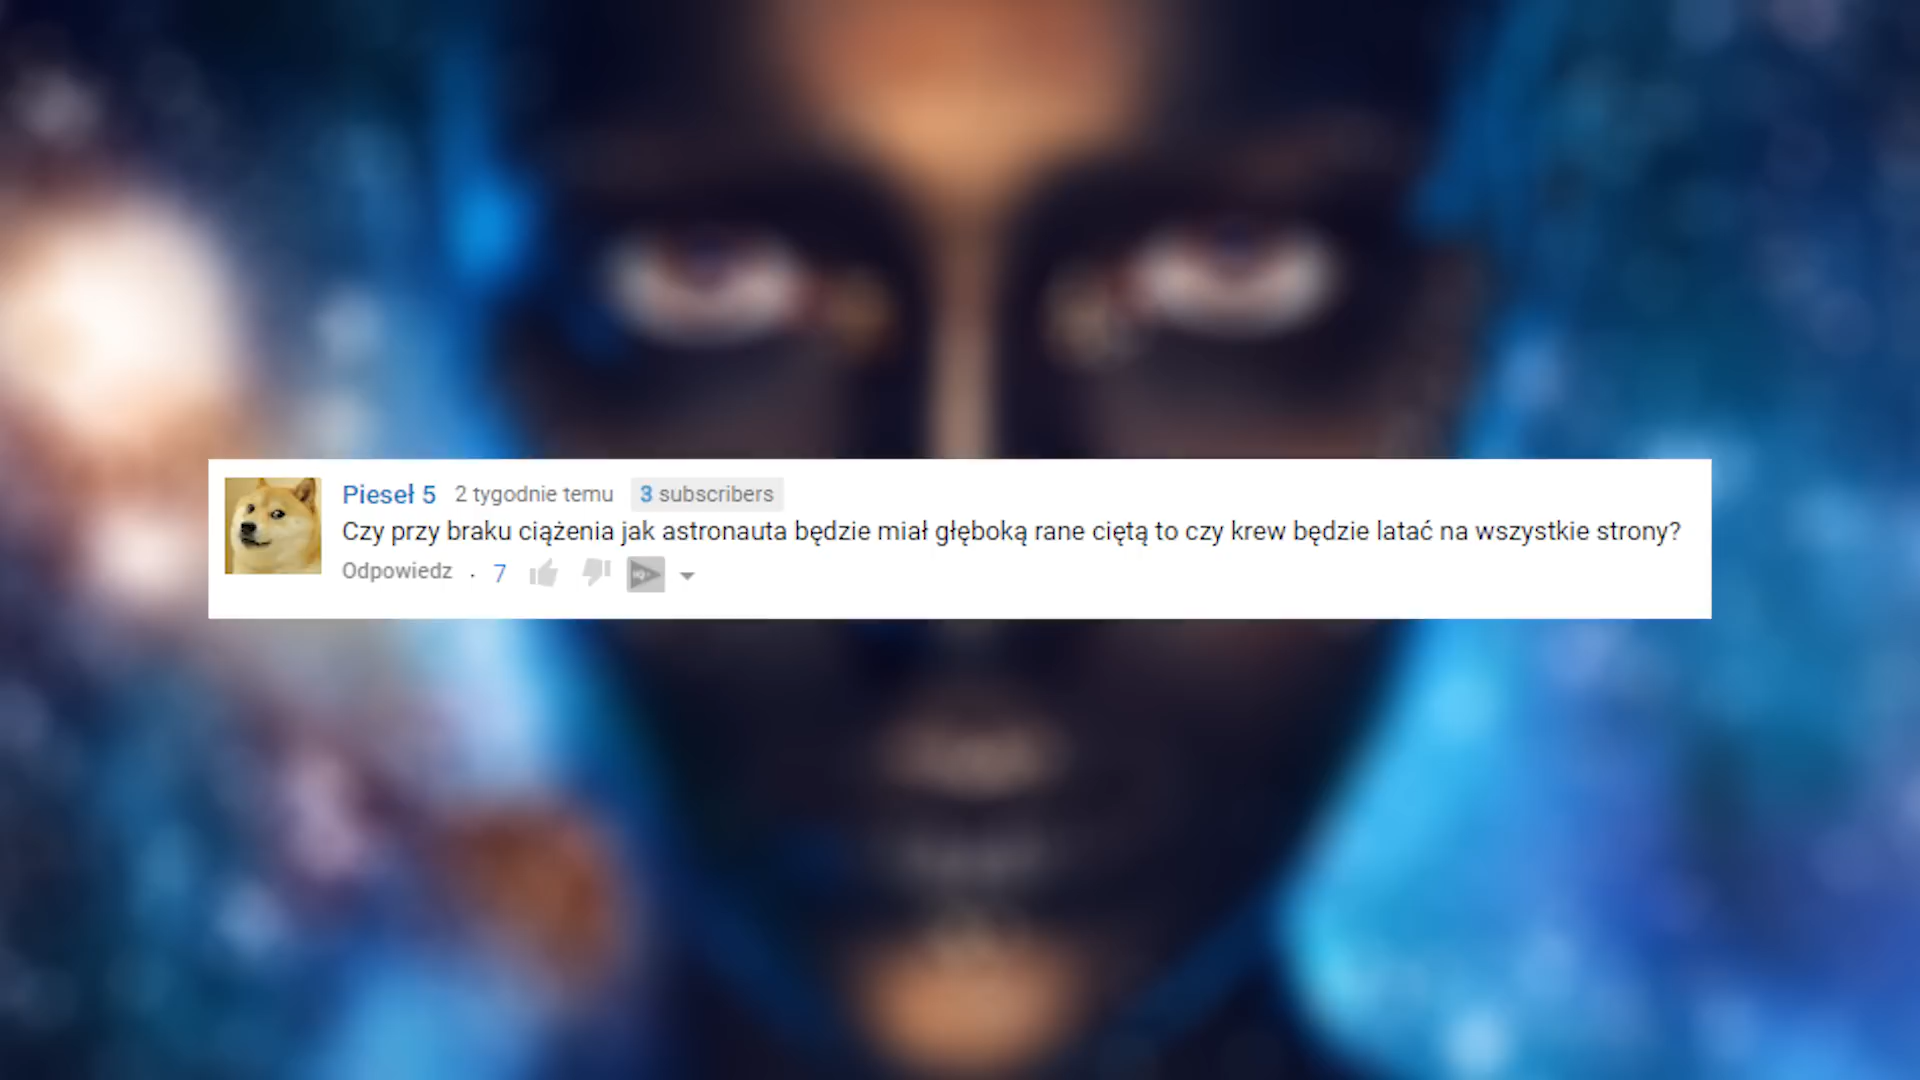 Pieseł 5 2 tygodnie temu 3 subscribers
Czy przy braku ciążenia jak astronauta będzie miał głęboką rane ciętą to czy krew będzie latać na wszystkie strony?
Odpowiedz · 7